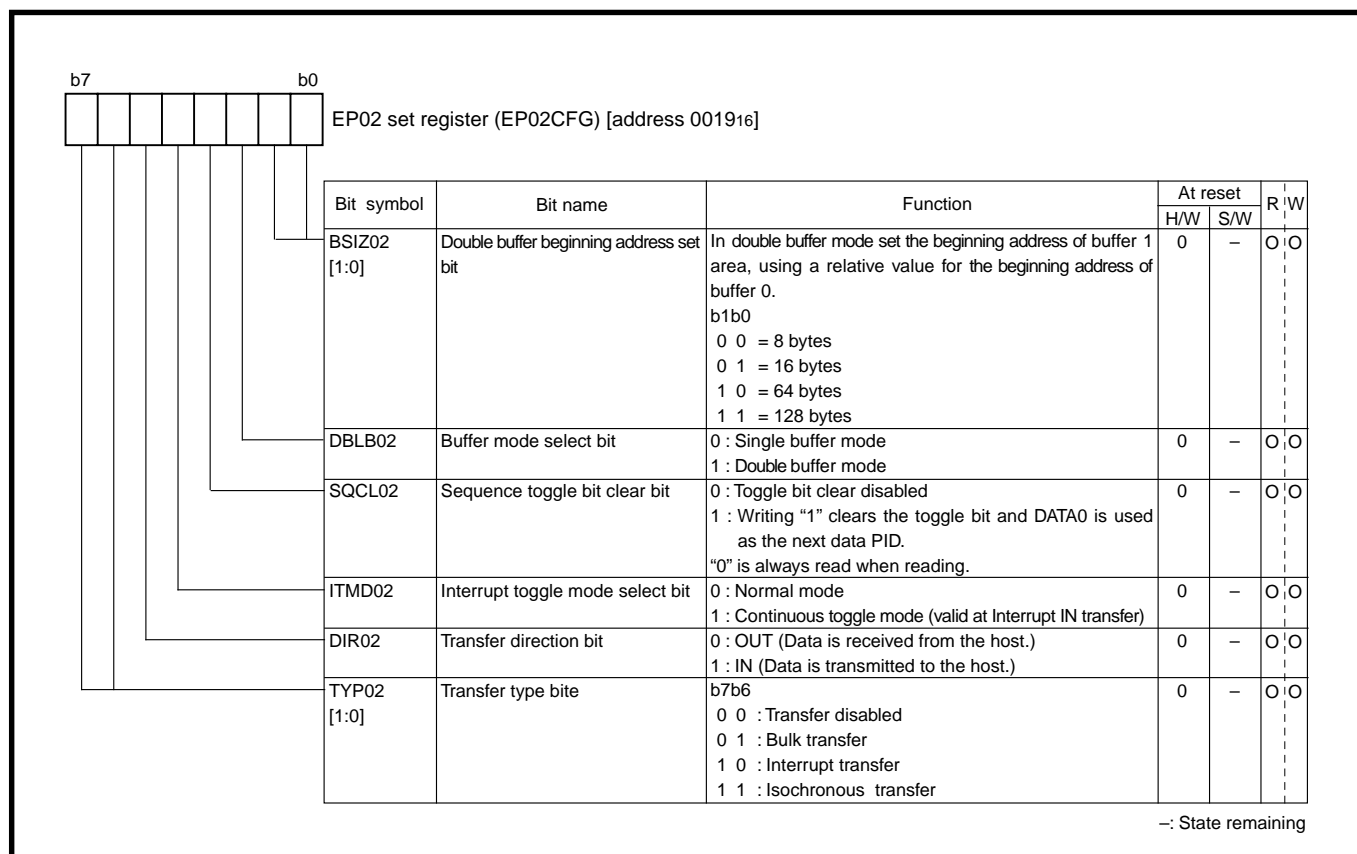 b7 b0
EP02 set register (EP02CFG) [address 001916]
Bit symbol Bit name Function At reset R W
H/W S/W
BSIZ02 Double buffer beginning address set In double buffer mode set the beginning address of buffer 1 0 – O O
[1:0] bit area, using a relative value for the beginning address of
buffer 0.
b1b0
0 0 = 8 bytes
0 1 = 16 bytes
1 0 = 64 bytes
1 1 = 128 bytes
DBLB02 Buffer mode select bit 0 : Single buffer mode 0 – O O
1 : Double buffer mode
SQCL02 Sequence toggle bit clear bit 0 : Toggle bit clear disabled 0 – O O
1 : Writing “1” clears the toggle bit and DATA0 is used
as the next data PID.
“0” is always read when reading.
ITMD02 Interrupt toggle mode select bit 0 : Normal mode 0 – O O
1 : Continuous toggle mode (valid at Interrupt IN transfer)
DIR02 Transfer direction bit 0 : OUT (Data is received from the host.) 0 – O O
1 : IN (Data is transmitted to the host.)
TYP02 Transfer type bite b7b6 0 – O O
[1:0] 0 0 : Transfer disabled
0 1 : Bulk transfer
1 0 : Interrupt transfer
1 1 : Isochronous transfer
–: State remaining